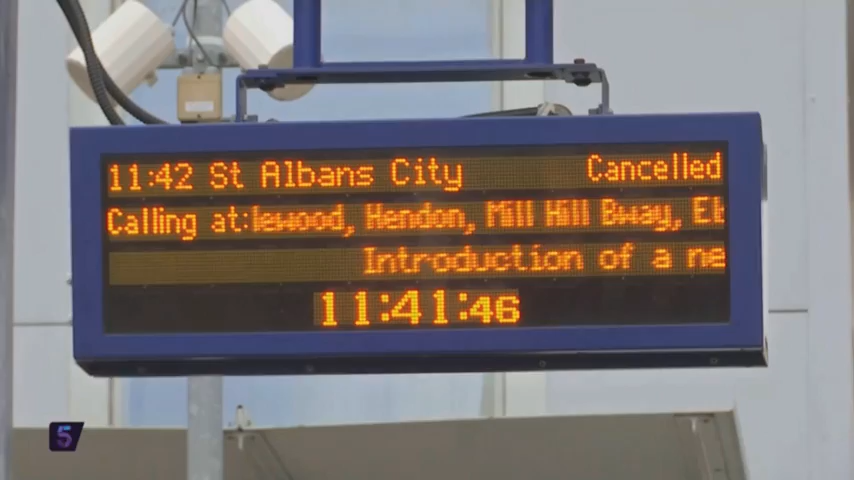 11:42 St Albans City Cancelled
Calling at:lewood, Hendon, Mill Hill Bway, El
Introduction of a ne
11:41:46
5